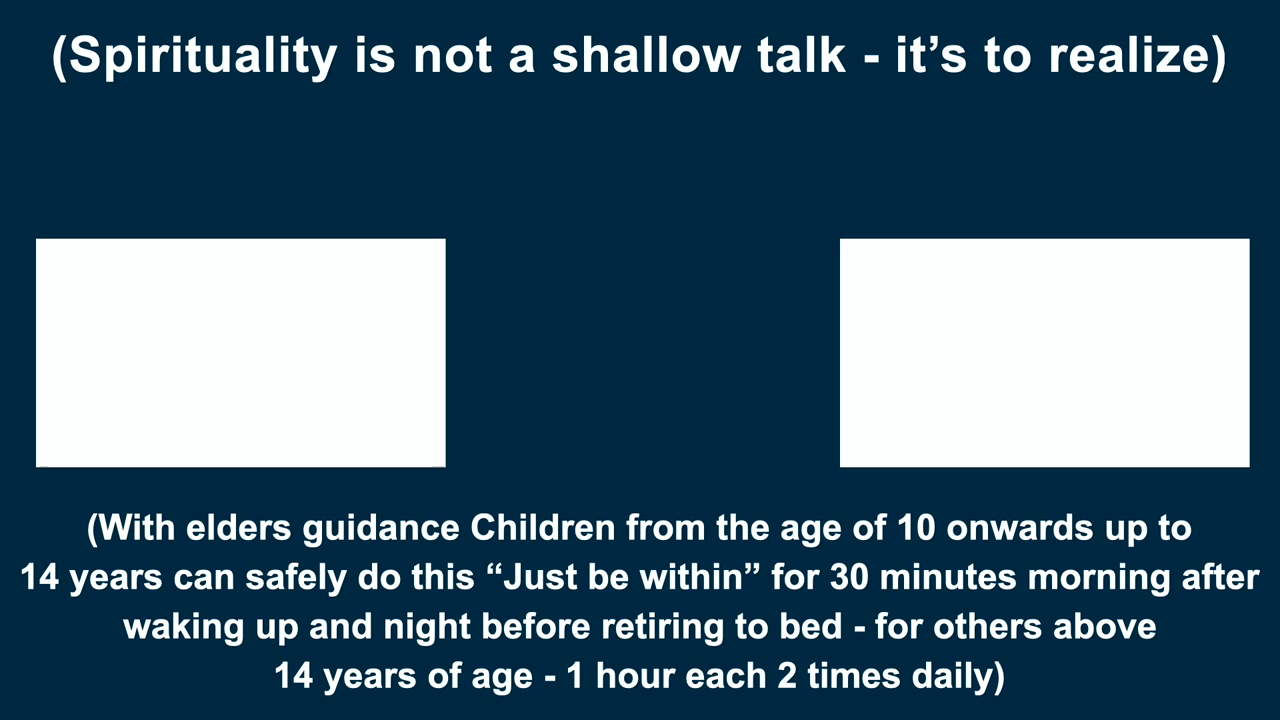 (Spirituality is not a shallow talk - it’s to realize)
(With elders guidance Children from the age of 10 onwards up to
14 years can safely do this “Just be within” for 30 minutes morning after
waking up and night before retiring to bed - for others above
14 years of age - 1 hour each 2 times daily)